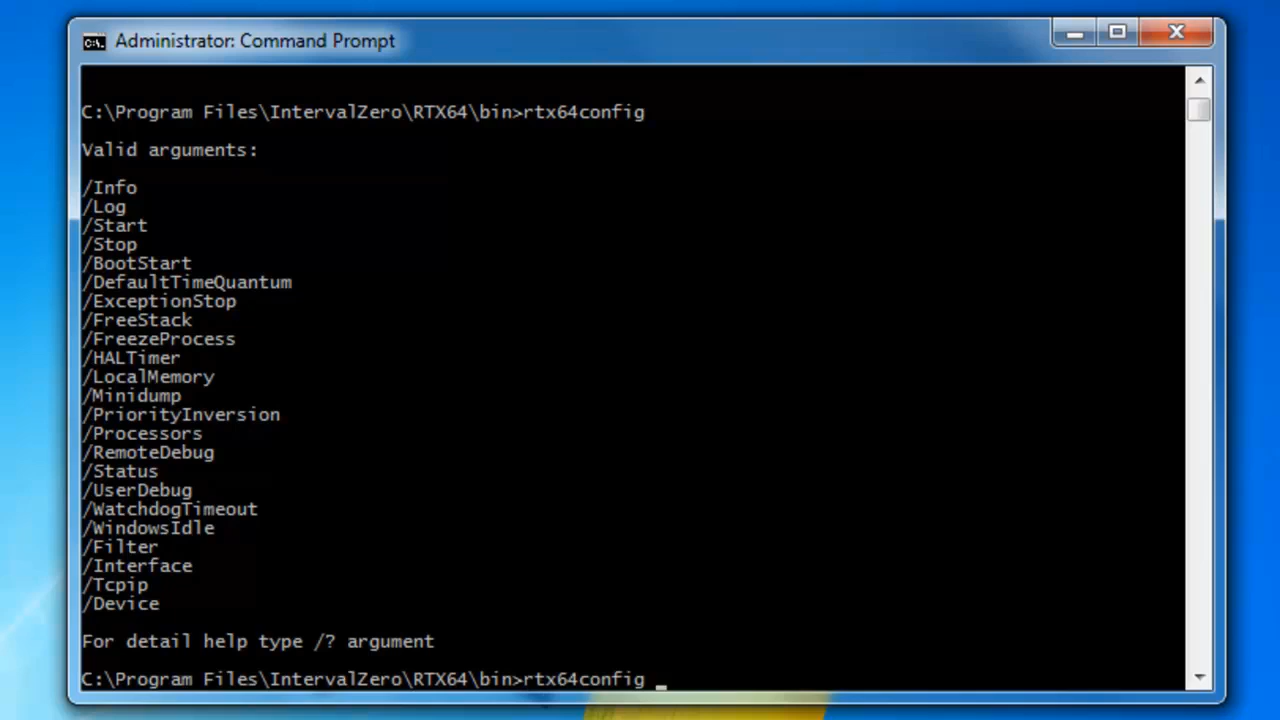 Administrator: Command Prompt
C:\Program Files\IntervalZero\RTX64\bin>rtx64config
Valid arguments:
/Info
/Log
/Start
/Stop
/BootStart
/DefaultTimeQuantum
/ExceptionStop
/FreeStack
/FreezeProcess
/HALTimer
/LocalMemory
/Minidump
/PriorityInversion
/Processors
/RemoteDebug
/Status
/UserDebug
/WatchdogTimeout
/WindowsIdle
/Filter
/Interface
/Tcpip
/Device
For detail help type /? argument
C:\Program Files\IntervalZero\RTX64\bin>rtx64config _